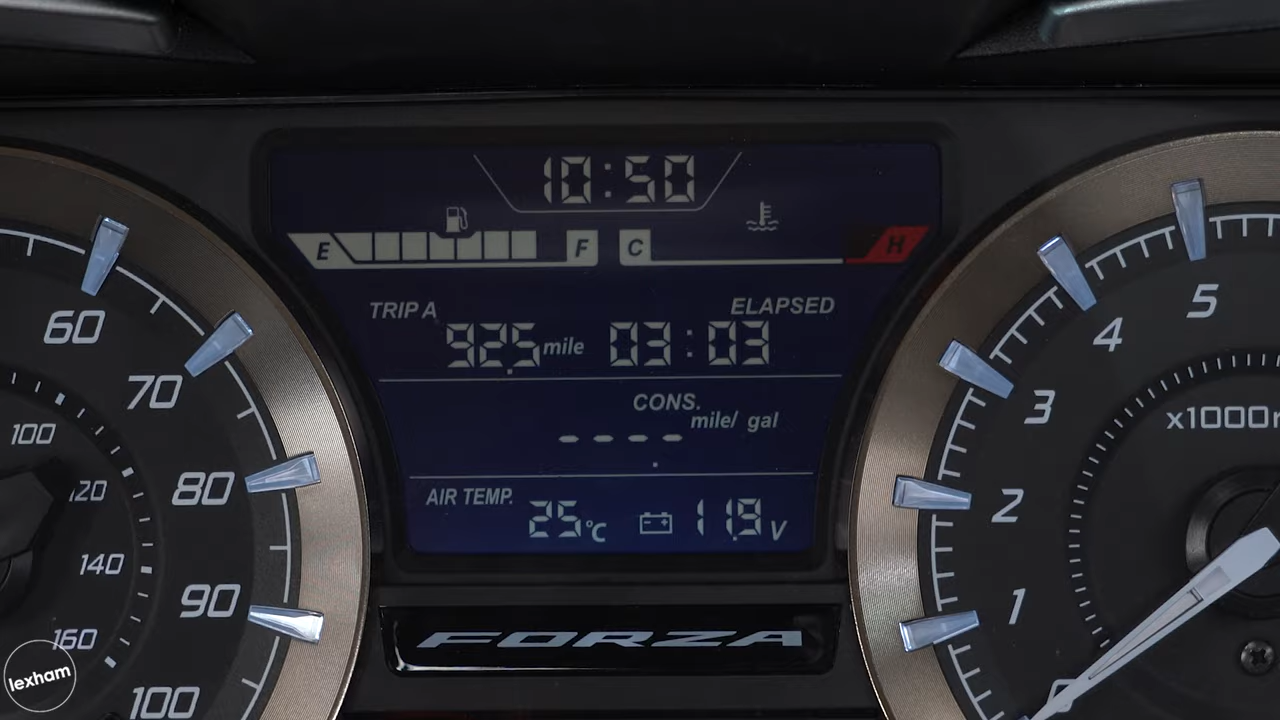 10:50
E F C H
TRIP A ELAPSED
92.5 mile 03:03
CONS.
mile/ gal
----
AIR TEMP.
25°C 11.9 V
FORZA
60
70
80
90
100
100
120
140
160
5
4
3
2
1
0
x1000r
lexham